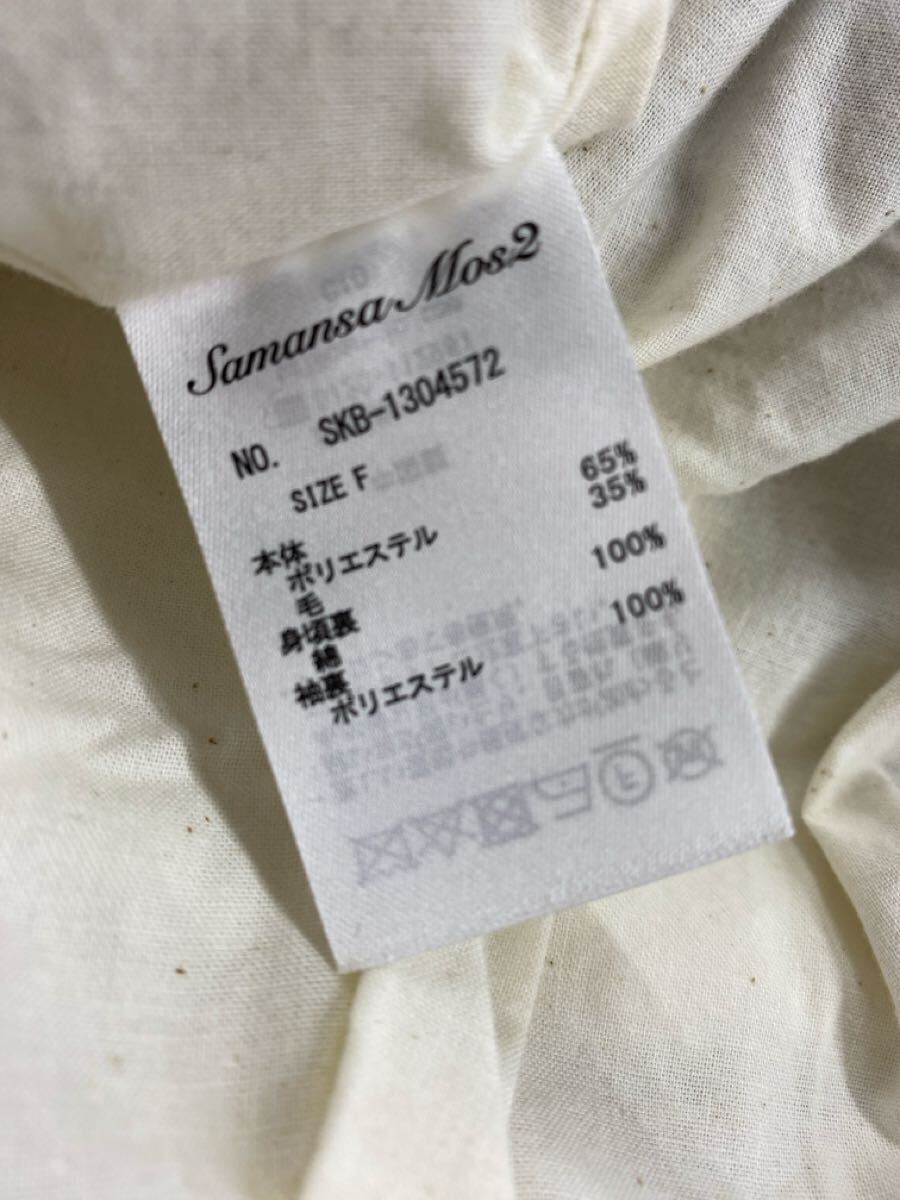 Samansa Mos2
NO. SKB-1304572
SIZE F
本体
ポリエステル 65%
毛 35%
身頃裏
綿 100%
袖裏
ポリエステル 100%